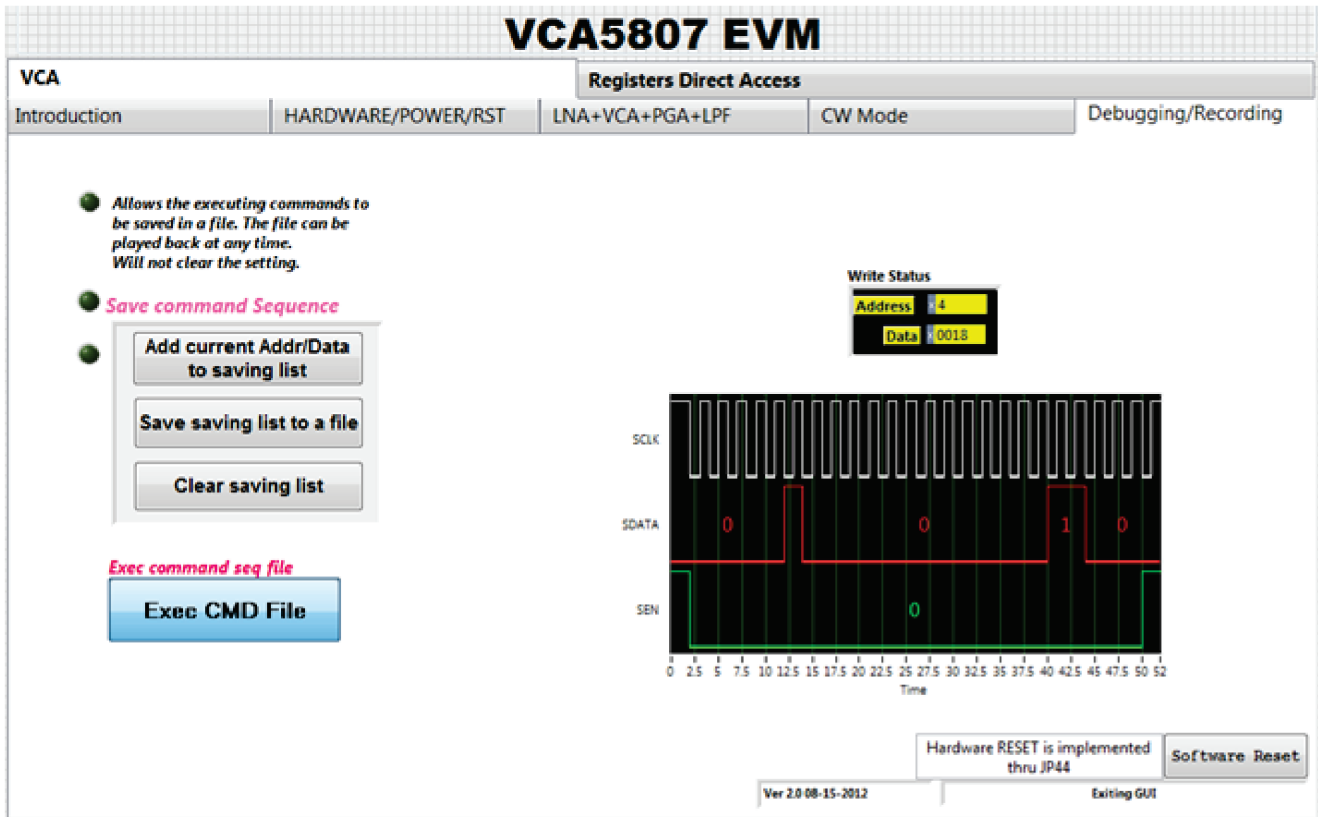 VCA5807 EVM
VCA
Registers Direct Access
Introduction
HARDWARE/POWER/RST
LNA+VCA+PGA+LPF
CW Mode
Debugging/Recording
Allows the executing commands to
be saved in a file. The file can be
played back at any time.
Will not clear the setting.
Save command Sequence
Add current Addr/Data
to saving list
Save saving list to a file
Clear saving list
Exec command seq file
Exec CMD File
Write Status
Address x 4
Data x 0018
SCLK
SDATA
0 0 1 0
SEN
0
0 2.5 5 7.5 10 12.5 15 17.5 20 22.5 25 27.5 30 32.5 35 37.5 40 42.5 45 47.5 50 52
Time
Hardware RESET is implemented
thru JP44
Software Reset
Ver 2.0 08-15-2012
Exiting GUI